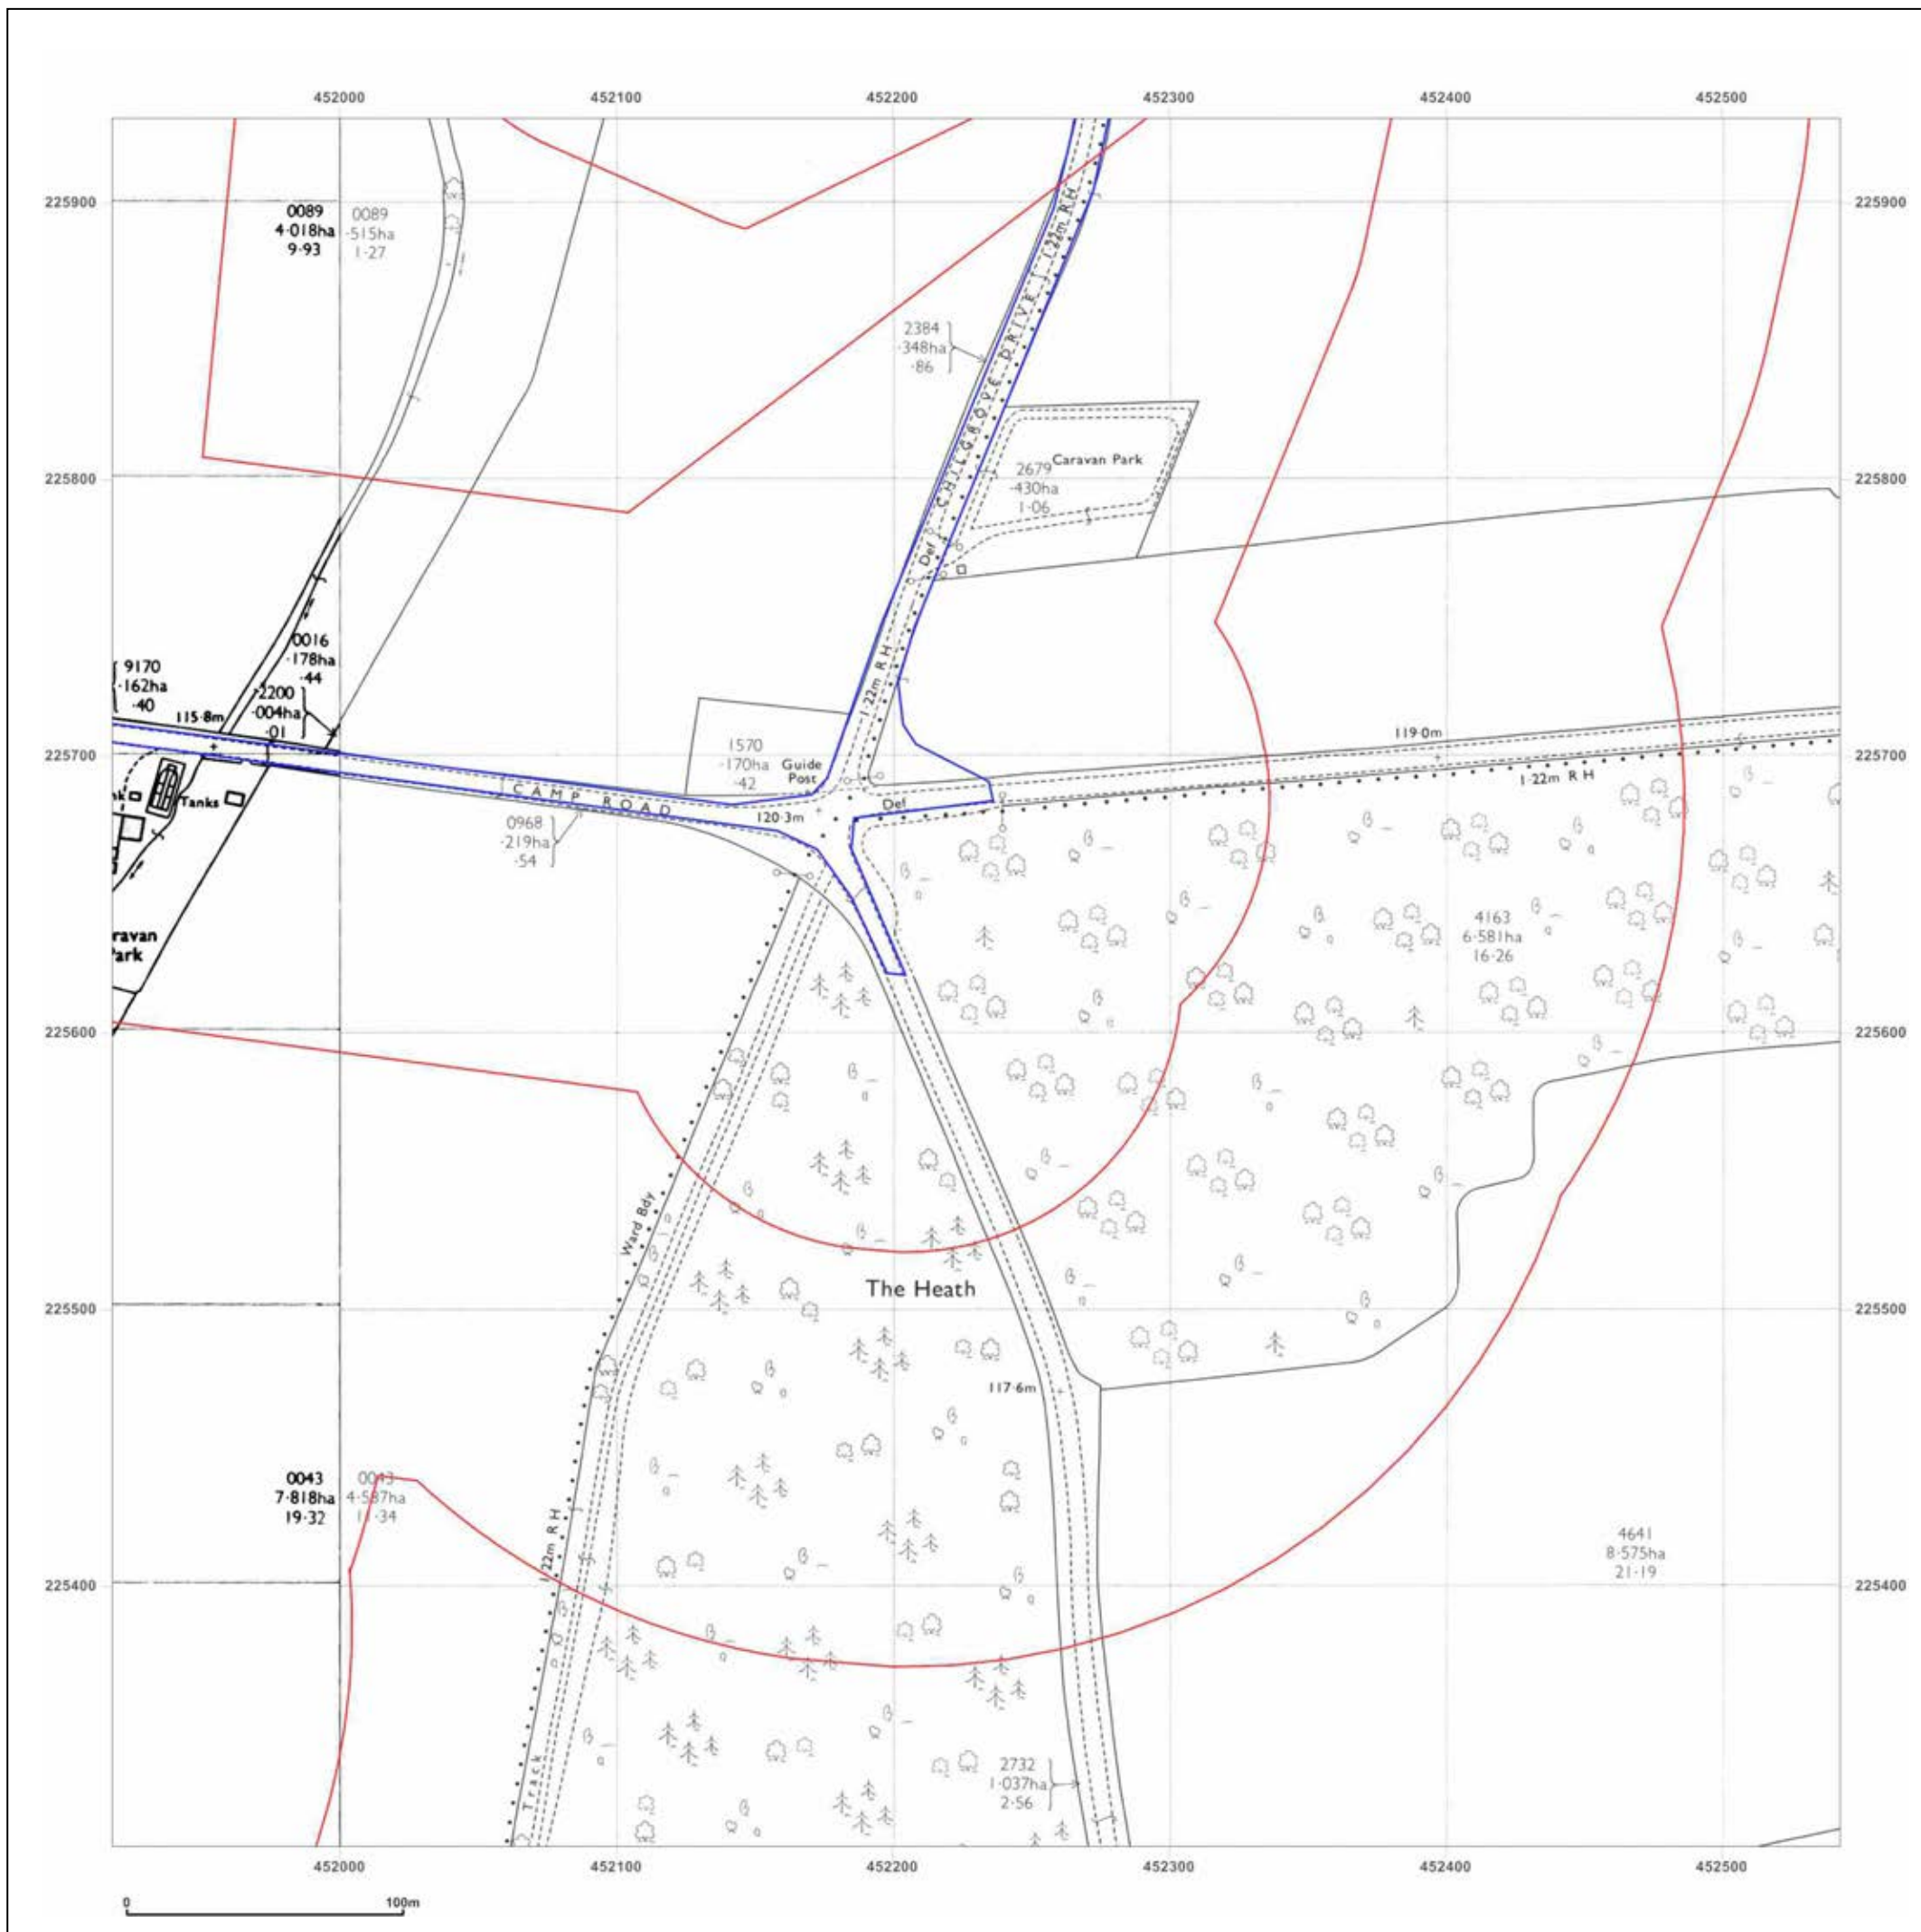 452000 452100 452200 452300 452400 452500
225900 225900
0089
4·018ha
9·93
0089
·515ha
1·27
1·22m RH
CHILGROVE DRIVE
2384
·348ha
·86
Caravan Park
2679
·430ha
1·06
225800 225800
Def
0016
·178ha
·44
9170
·162ha
·40
2200
·004ha
·01
115·8m
1·22m RH
119·0m
225700 225700
1570
·170ha
·42
Guide
Post
1·22m RH
Tanks
CAMP ROAD
Def
120·3m
0968
·219ha
·54
4163
6·581ha
16·26
ravan
Park
225600 225600
Ward Bdy
The Heath
225500 225500
117·6m
0043
7·818ha
19·32
0043
4·587ha
·34
1·22m RH
4641
8·575ha
21·19
225400 225400
Track
2732
1·037ha
2·56
452000 452100 452200 452300 452400 452500
0 100m